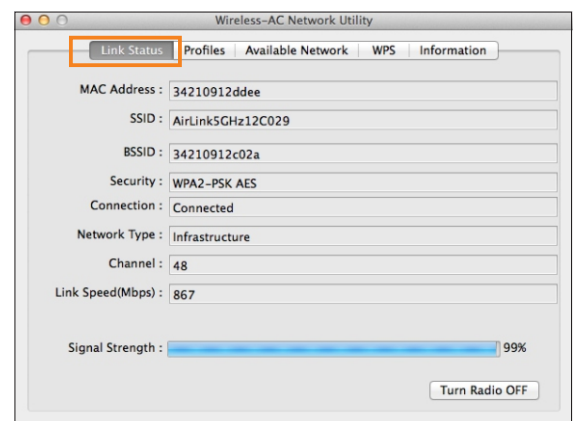 Wireless-AC Network Utility
Link Status Profiles Available Network WPS Information
MAC Address : 34210912ddee
SSID : AirLink5GHz12C029
BSSID : 34210912c02a
Security : WPA2-PSK AES
Connection : Connected
Network Type : Infrastructure
Channel : 48
Link Speed(Mbps) : 867
Signal Strength : 99%
Turn Radio OFF